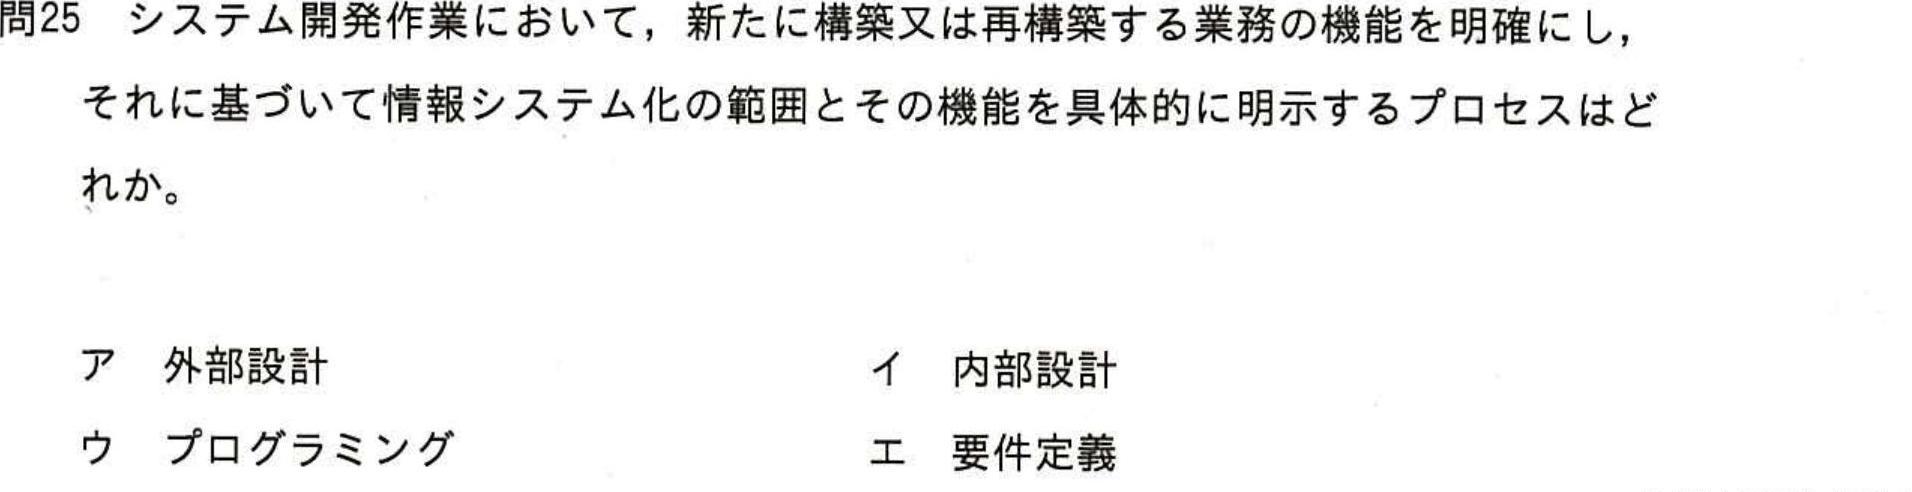 問25 システム開発作業において，新たに構築又は再構築する業務の機能を明確にし，
それに基づいて情報システム化の範囲とその機能を具体的に明示するプロセスはど
れか。
ア 外部設計 イ 内部設計
ウ プログラミング エ 要件定義